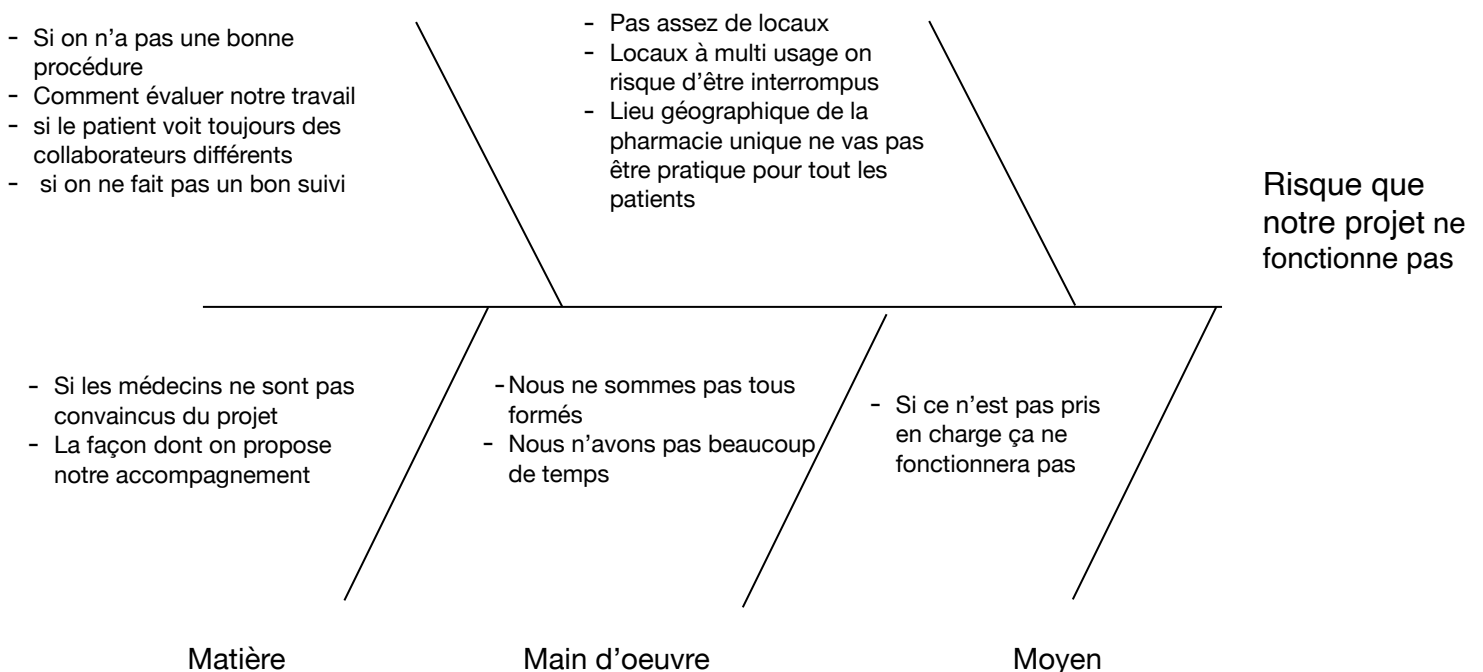 - Si on n’a pas une bonne
procédure
- Comment évaluer notre travail
- si le patient voit toujours des
collaborateurs différents
- si on ne fait pas un bon suivi
- Pas assez de locaux
- Locaux à multi usage on
risque d’être interrompus
- Lieu géographique de la
pharmacie unique ne vas pas
être pratique pour tout les
patients
Risque que
notre projet ne
fonctionne pas
- Si les médecins ne sont pas
convaincus du projet
- La façon dont on propose
notre accompagnement
- Nous ne sommes pas tous
formés
- Nous n’avons pas beaucoup
de temps
- Si ce n’est pas pris
en charge ça ne
fonctionnera pas
Matière
Main d’oeuvre
Moyen